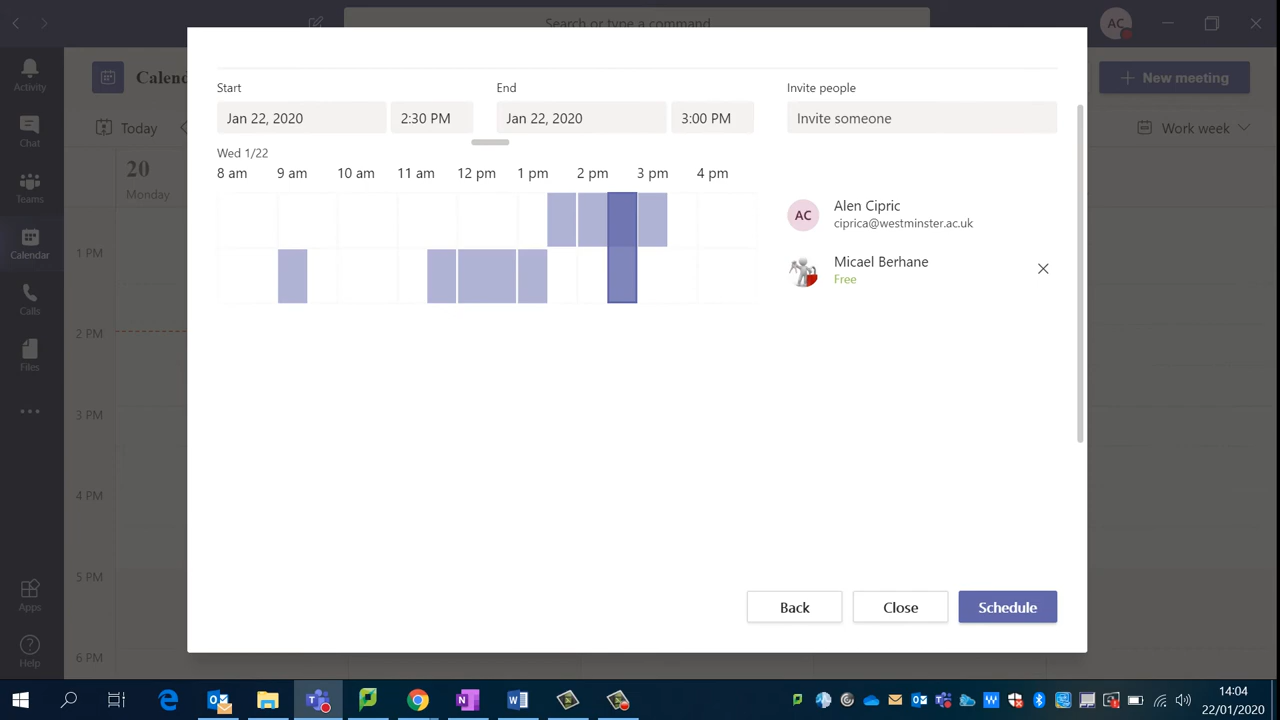 Search or type a command
AC
Activity
Chat
Teams
Calendar
Calls
Files
Apps
Help
Calend
New meeting
Today
Work week
20
Monday
1 PM
2 PM
3 PM
4 PM
5 PM
6 PM
Start
End
Invite people
Jan 22, 2020
2:30 PM
Jan 22, 2020
3:00 PM
Invite someone
Wed 1/22
8 am 9 am 10 am 11 am 12 pm 1 pm 2 pm 3 pm 4 pm
AC
Alen Cipric
ciprica@westminster.ac.uk
Micael Berhane
Free
Back
Close
Schedule
14:04
22/01/2020